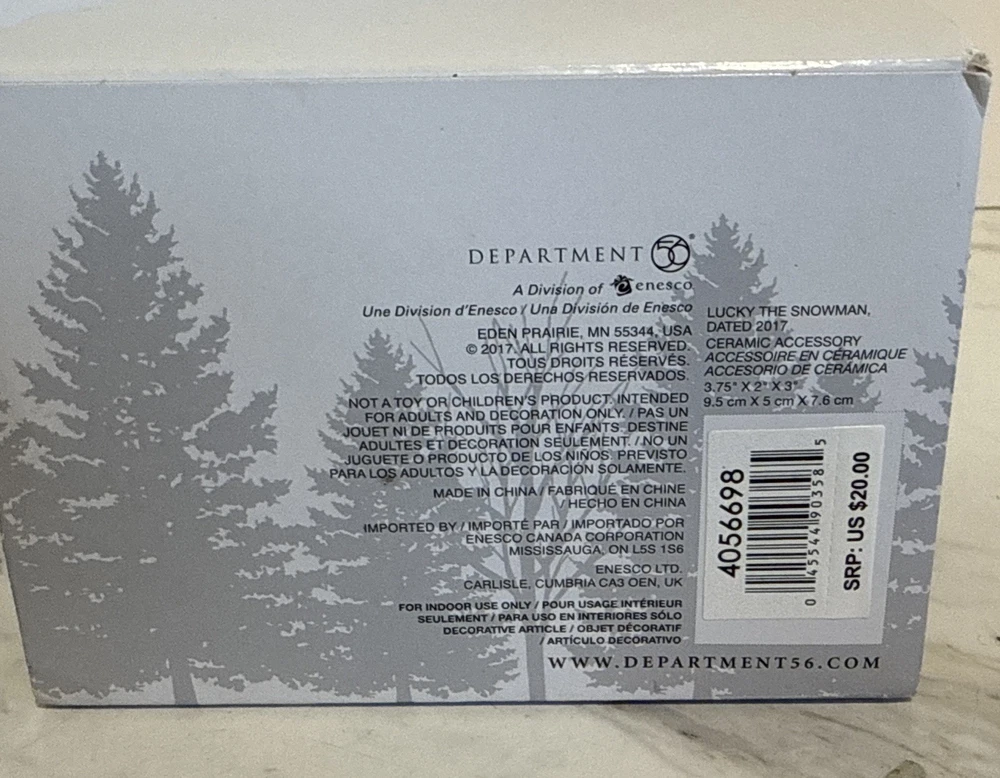 DEPARTMENT 56®
A Division of enesco
Une Division d'Enesco / Una División de Enesco
EDEN PRAIRIE, MN 55344, USA
© 2017. ALL RIGHTS RESERVED.
TOUS DROITS RÉSERVÉS.
TODOS LOS DERECHOS RESERVADOS.
NOT A TOY OR CHILDREN'S PRODUCT. INTENDED
FOR ADULTS AND DECORATION ONLY. / PAS UN
JOUET NI DE PRODUITS POUR ENFANTS. DESTINE
ADULTES ET DÉCORATION SEULEMENT. / NO UN
JUGUETE O PRODUCTO DE LOS NIÑOS. PREVISTO
PARA LOS ADULTOS Y LA DECORACIÓN SOLAMENTE.
MADE IN CHINA / FABRIQUÉ EN CHINE
/ HECHO EN CHINA
IMPORTED BY / IMPORTÉ PAR / IMPORTADO POR
ENESCO CANADA CORPORATION
MISSISSAUGA, ON L5S 1S6
ENESCO LTD.
CARLISLE, CUMBRIA CA3 OEN, UK
FOR INDOOR USE ONLY / POUR USAGE INTÉRIEUR
SEULEMENT / PARA USO EN INTERIORES SÓLO
DECORATIVE ARTICLE / OBJET DÉCORATIF
/ ARTÍCULO DECORATIVO
LUCKY THE SNOWMAN,
DATED 2017
CERAMIC ACCESSORY
ACCESSOIRE EN CÉRAMIQUE
ACCESORIO DE CERÁMICA
3.75" X 2" X 3"
9.5 cm X 5 cm X 7.6 cm
4056698
0 45544 90358 5
SRP: US $20.00
WWW.DEPARTMENT56.COM